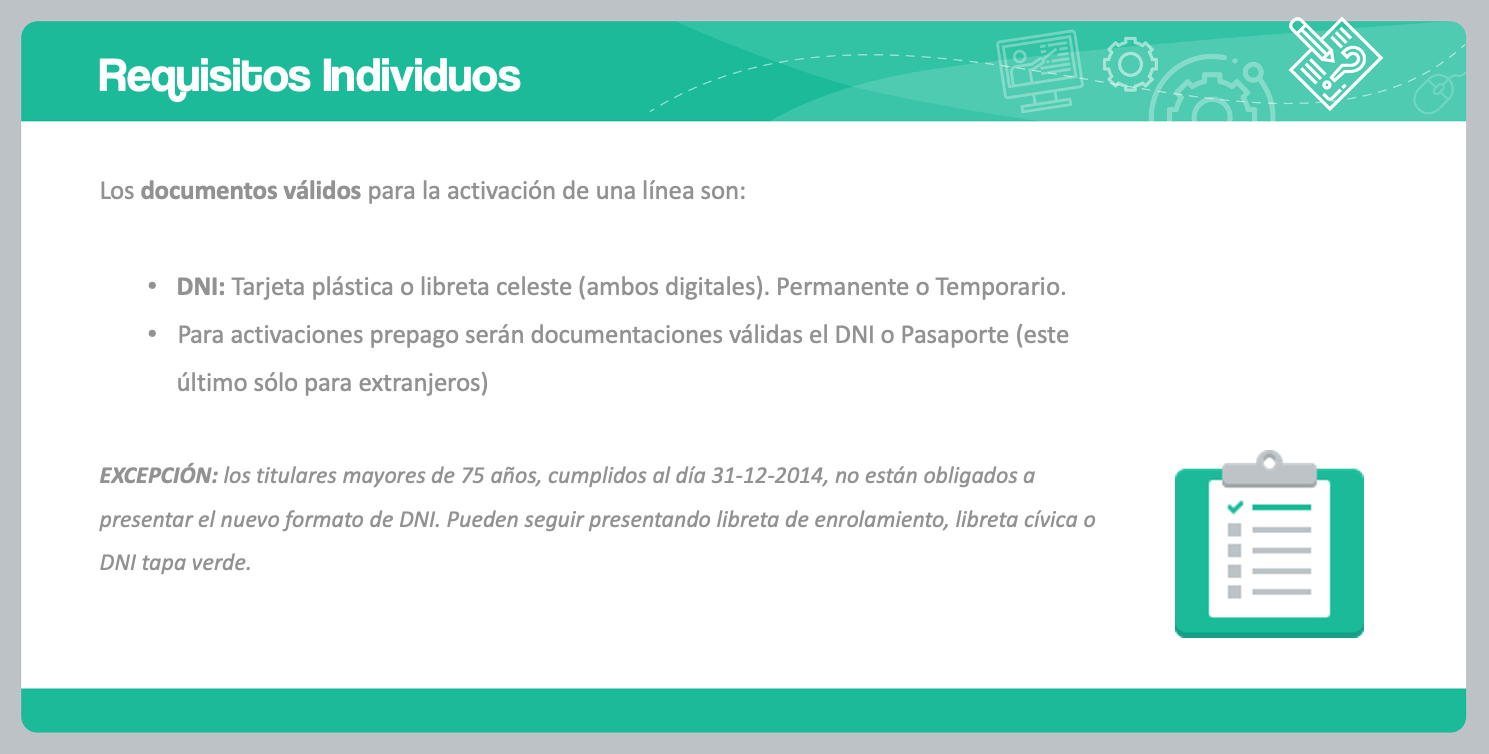 Requisitos Individuos
Los documentos válidos para la activación de una línea son:
• DNI: Tarjeta plástica o libreta celeste (ambos digitales). Permanente o Temporario.
• Para activaciones prepago serán documentaciones válidas el DNI o Pasaporte (este
último sólo para extranjeros)
EXCEPCIÓN: los titulares mayores de 75 años, cumplidos al día 31-12-2014, no están obligados a
presentar el nuevo formato de DNI. Pueden seguir presentando libreta de enrolamiento, libreta cívica o
DNI tapa verde.